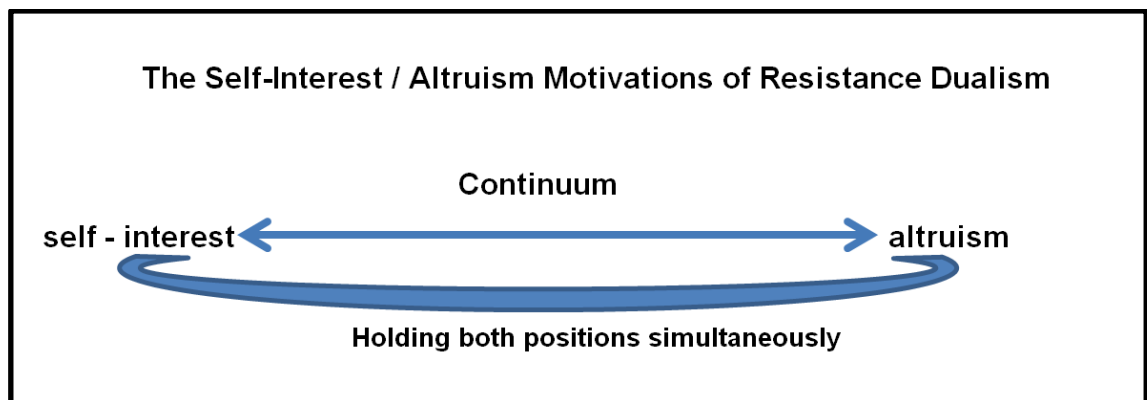 The Self-Interest / Altruism Motivations of Resistance Dualism
Continuum
self - interest altruism
Holding both positions simultaneously